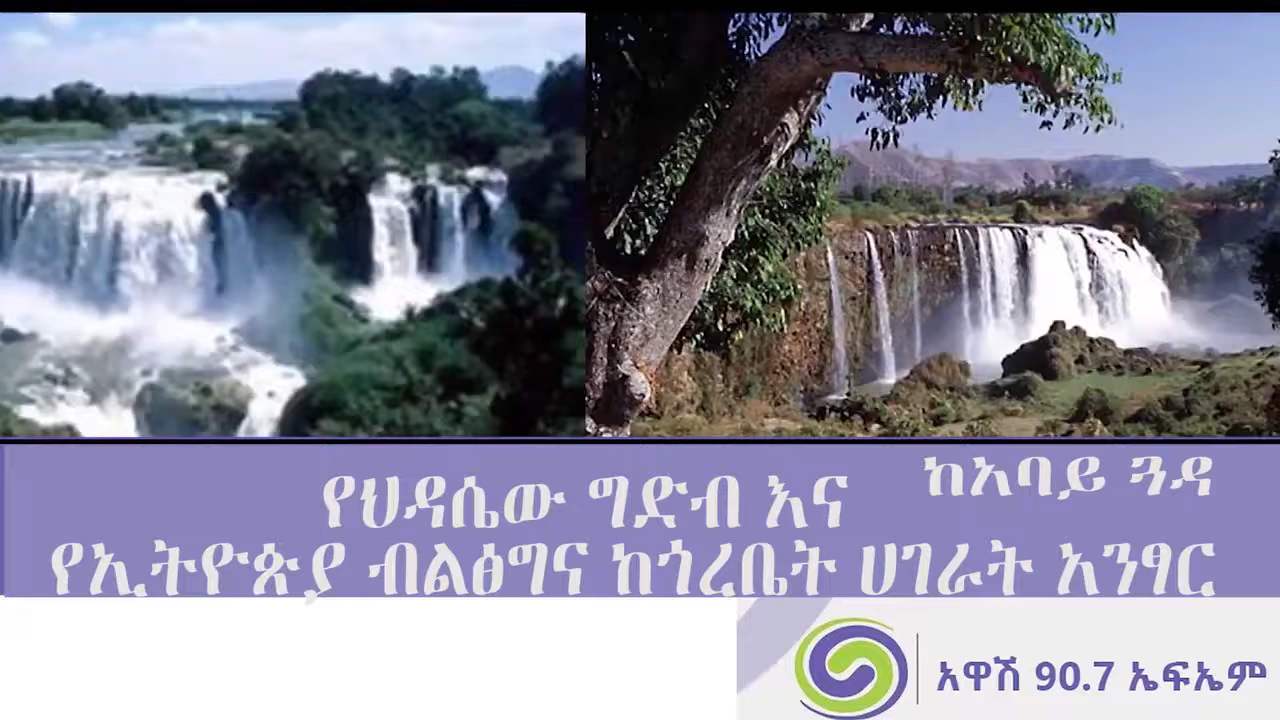 ከአባይ ጓዳ
የህዳሴው ግድብ እና
የኢትዮጵያ ብልፅግና ከጎረቤት ሀገራት አንፃር
አዋሽ 90.7 ኤፍኤም